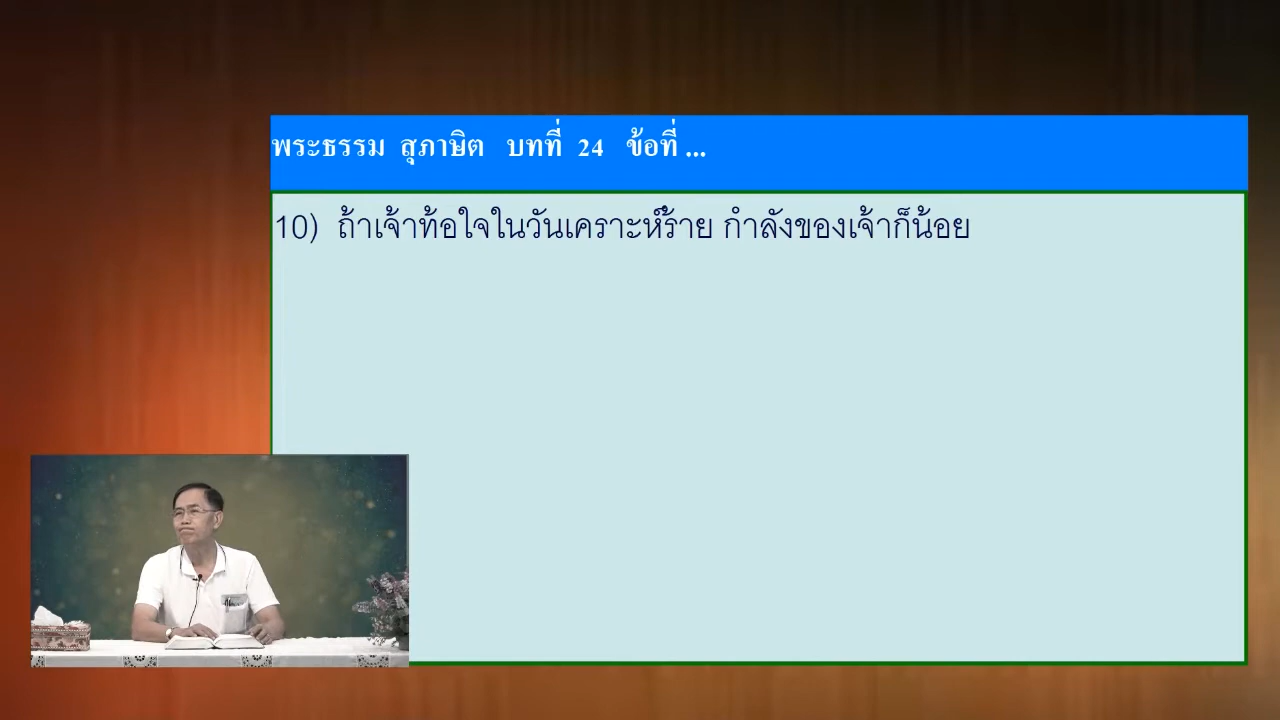 พระธรรม สุภาษิต บทที่ 24 ข้อที่ ...
10) ถ้าเจ้าท้อใจในวันเคราะห์ร้าย กำลังของเจ้าก็น้อย